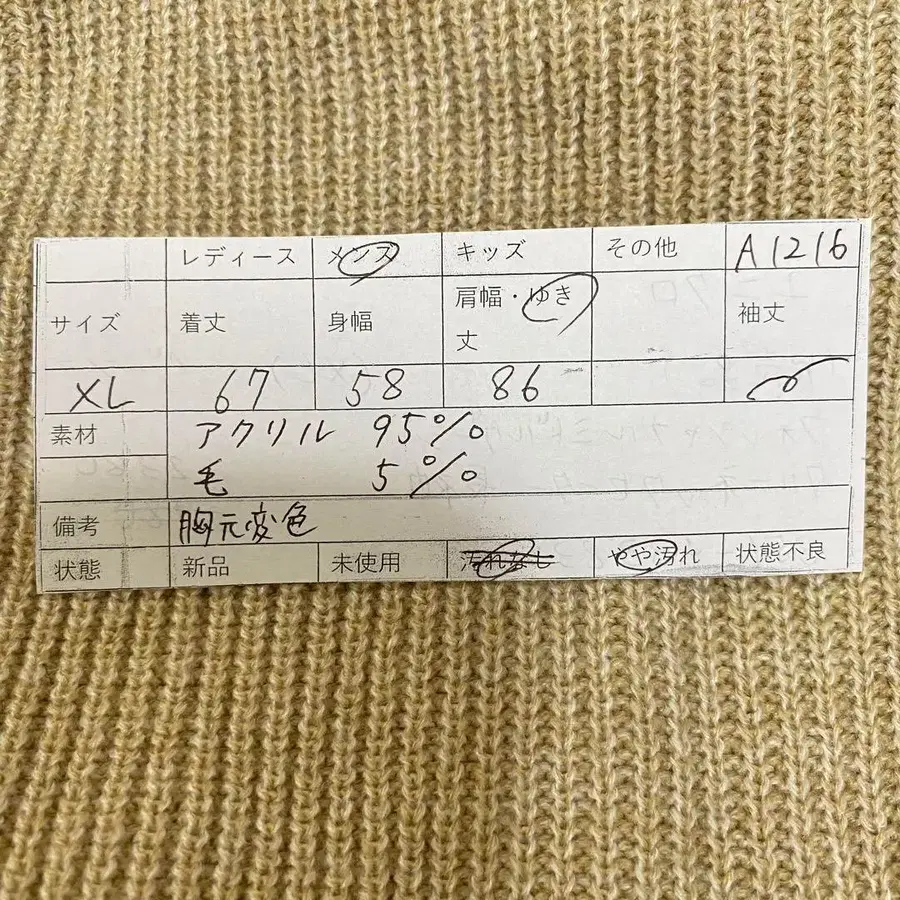 レディース メンズ キッズ その他 A1216
サイズ 着丈 身幅 肩幅・ゆき丈 袖丈
XL 67 58 86
素材 アクリル 95%
毛 5%
備考 胸元変色
状態 新品 未使用 汚れなし やや汚れ 状態不良